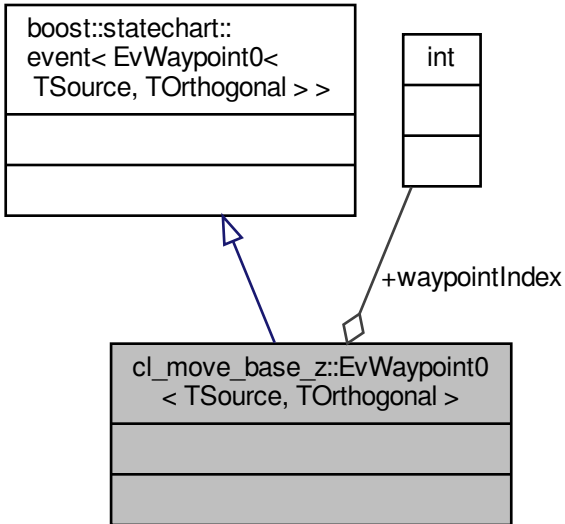 boost::statechart::
event< EvWaypoint0<
TSource, TOrthogonal > >
int
+waypointIndex
cl_move_base_z::EvWaypoint0
< TSource, TOrthogonal >